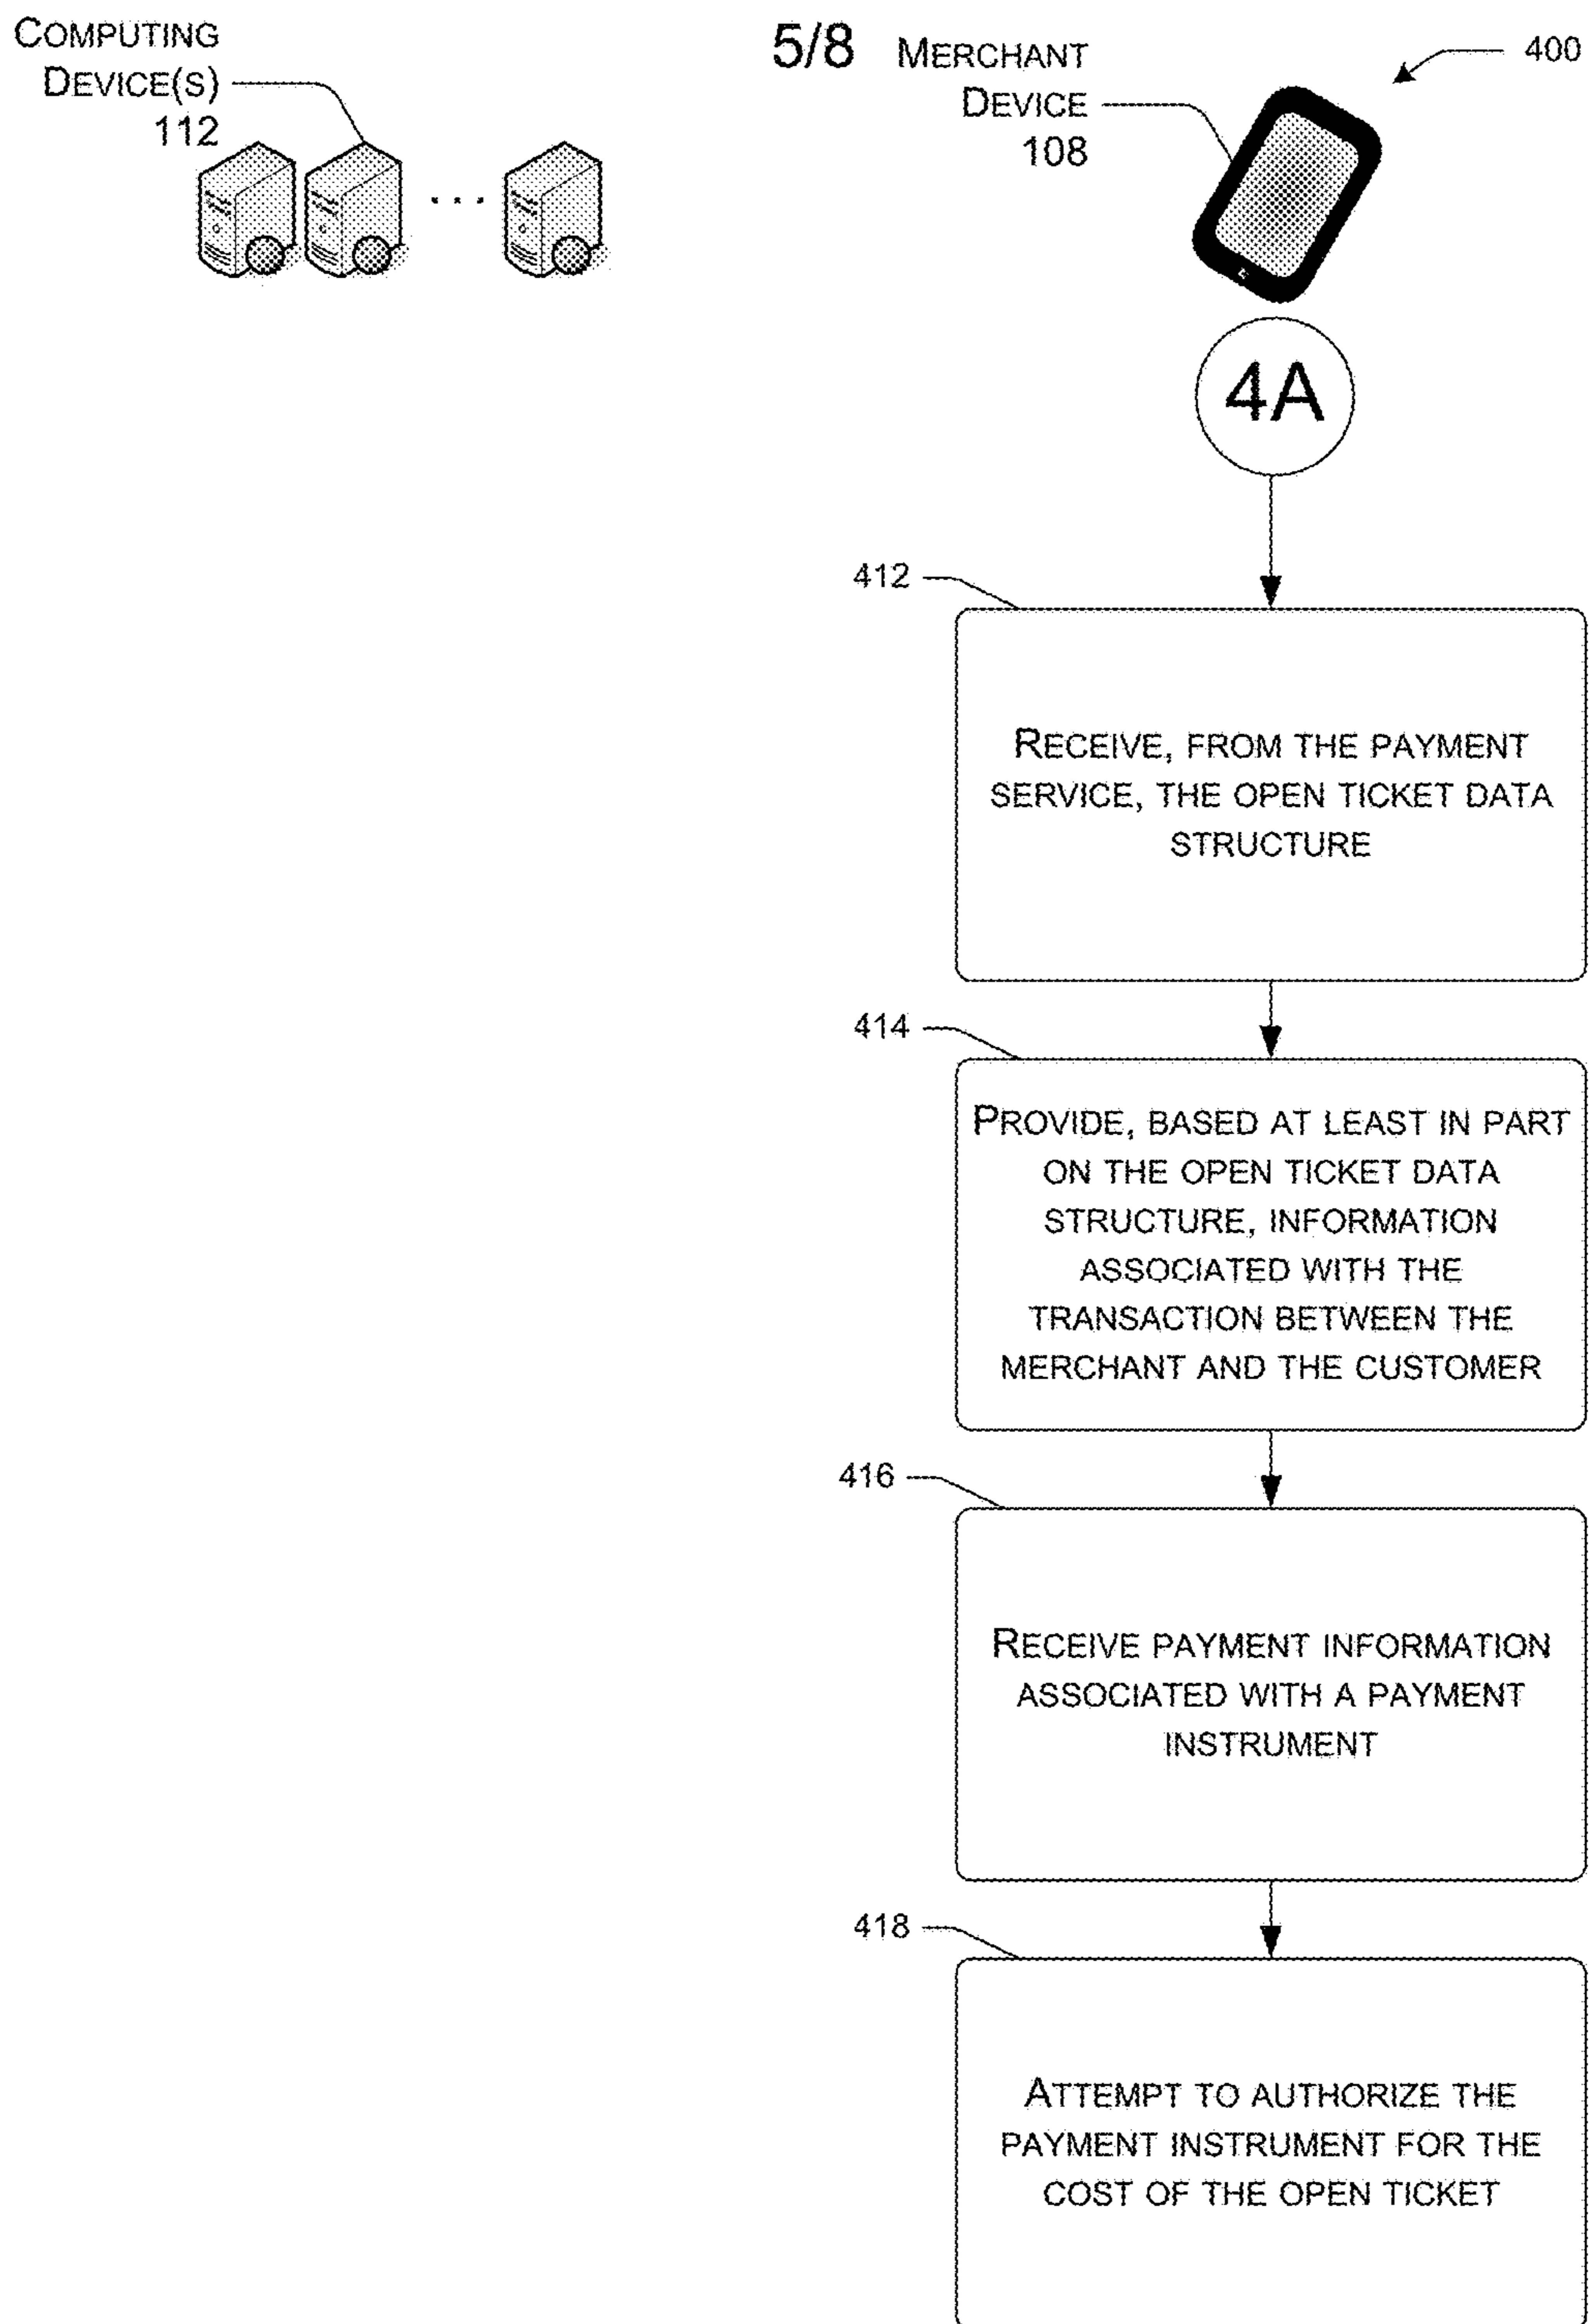 COMPUTING
DEVICE(S)
112
5/8
MERCHANT
DEVICE
108
400
4A
412
RECEIVE, FROM THE PAYMENT
SERVICE, THE OPEN TICKET DATA
STRUCTURE
414
PROVIDE, BASED AT LEAST IN PART
ON THE OPEN TICKET DATA
STRUCTURE, INFORMATION
ASSOCIATED WITH THE
TRANSACTION BETWEEN THE
MERCHANT AND THE CUSTOMER
416
RECEIVE PAYMENT INFORMATION
ASSOCIATED WITH A PAYMENT
INSTRUMENT
418
ATTEMPT TO AUTHORIZE THE
PAYMENT INSTRUMENT FOR THE
COST OF THE OPEN TICKET